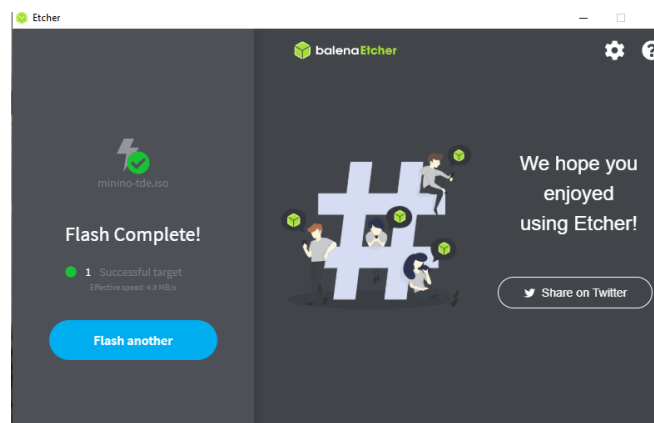 Etcher
balenaEtcher
minino-tde.iso
Flash Complete!
1 Successful target
Effective speed: 4.8 MB/s
Flash another
We hope you
enjoyed
using Etcher!
Share on Twitter